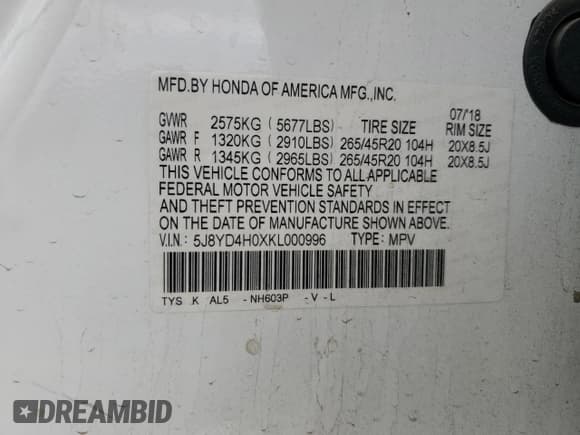 MFD.BY HONDA OF AMERICA MFG.,INC.
07/'18
GVWR 2575KG (5677LBS) TIRE SIZE RIM SIZE
GAWR F 1320KG (2910LBS) 265/45R20 104H 20X8.5J
GAWR R 1345KG (2965LBS) 265/45R20 104H 20X8.5J
THIS VEHICLE CONFORMS TO ALL APPLICABLE
FEDERAL MOTOR VEHICLE SAFETY
AND THEFT PREVENTION STANDARDS IN EFFECT
ON THE DATE OF MANUFACTURE SHOWN ABOVE.
V.I.N.: 5J8YD4H0XKL000996 TYPE: MPV
TYS K AL5 -NH603P -V-L
DREAMBID